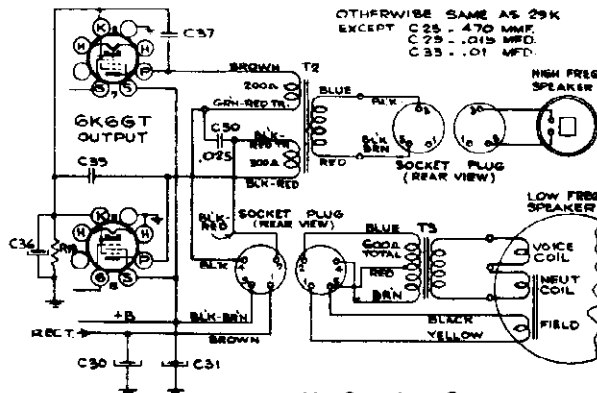 OTHERWISE SAME AS 29K
EXCEPT C25 - .470 MMF.
C29 - .015 MFD.
C33 - .01 MFD.
K
H
H
P
S
C37
T2
BROWN
200Ω
GRN-RED TR.
BLUE
BLK
RED
BLK
BRN
SOCKET PLUG
(REAR VIEW)
HIGH FREQ
SPEAKER
6K6GT
OUTPUT
C50
.025
BLK-
RED TR.
300Ω
BLK-RED
C35
BLK-
RED
SOCKET PLUG
(REAR VIEW)
BLK
BLUE
600Ω
TOTAL
RED
BRN
T3
LOW FREQ
SPEAKER
VOICE
COIL
NEUT
COIL
FIELD
BLACK
YELLOW
K
H
H
P
C36
+B
BLK-BRN
BROWN
RECT.
C30
C31